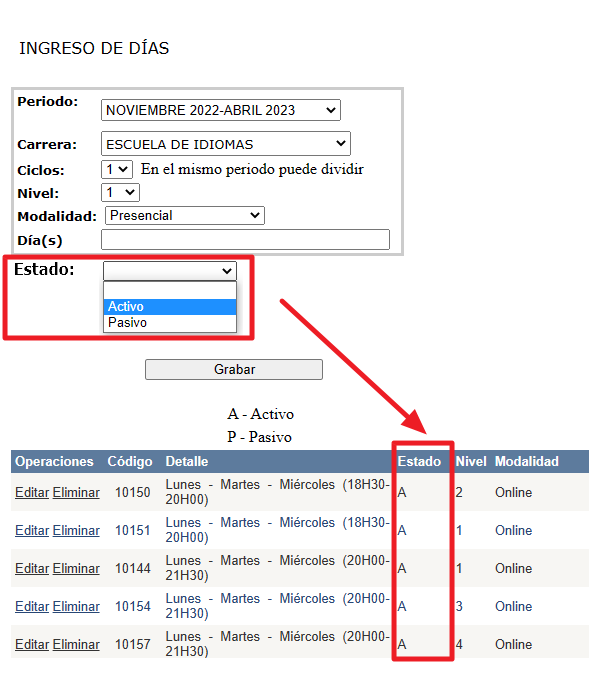 INGRESO DE DÍAS
Periodo: NOVIEMBRE 2022-ABRIL 2023
Carrera: ESCUELA DE IDIOMAS
Ciclos: 1 En el mismo periodo puede dividir
Nivel: 1
Modalidad: Presencial
Día(s)
Estado:
Activo
Pasivo
Grabar
A - Activo
P - Pasivo
Operaciones Código Detalle Estado Nivel Modalidad
Editar Eliminar 10150 Lunes - Martes - Miércoles (18H30-
20H00) A 2 Online
Editar Eliminar 10151 Lunes - Martes - Miércoles (18H30-
20H00) A 1 Online
Editar Eliminar 10144 Lunes - Martes - Miércoles (20H00-
21H30) A 1 Online
Editar Eliminar 10154 Lunes - Martes - Miércoles (20H00-
21H30) A 3 Online
Editar Eliminar 10157 Lunes - Martes - Miércoles (20H00-
21H30) A 4 Online